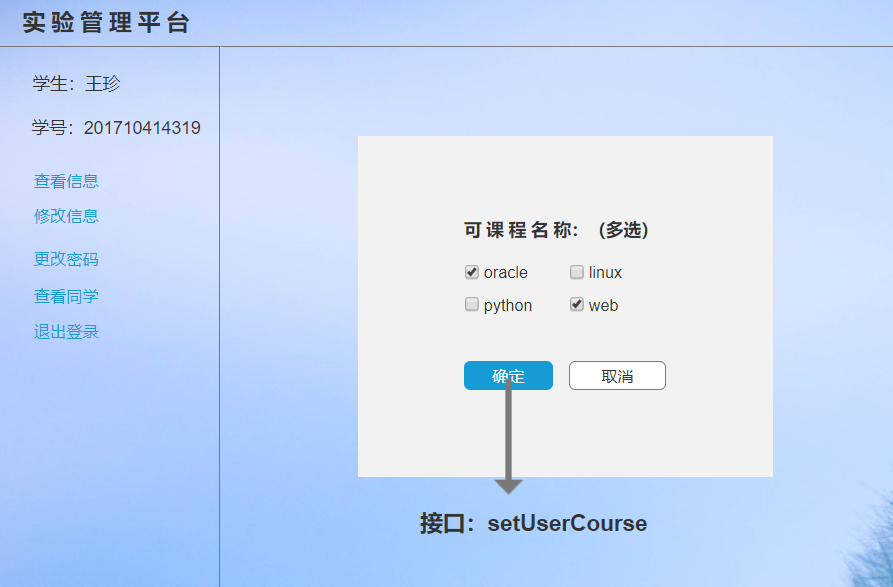 实验管理平台
学生：王珍
学号：201710414319
查看信息
修改信息
更改密码
查看同学
退出登录
可课程名称：（多选）
oracle linux
python web
确定 取消
接口：setUserCourse